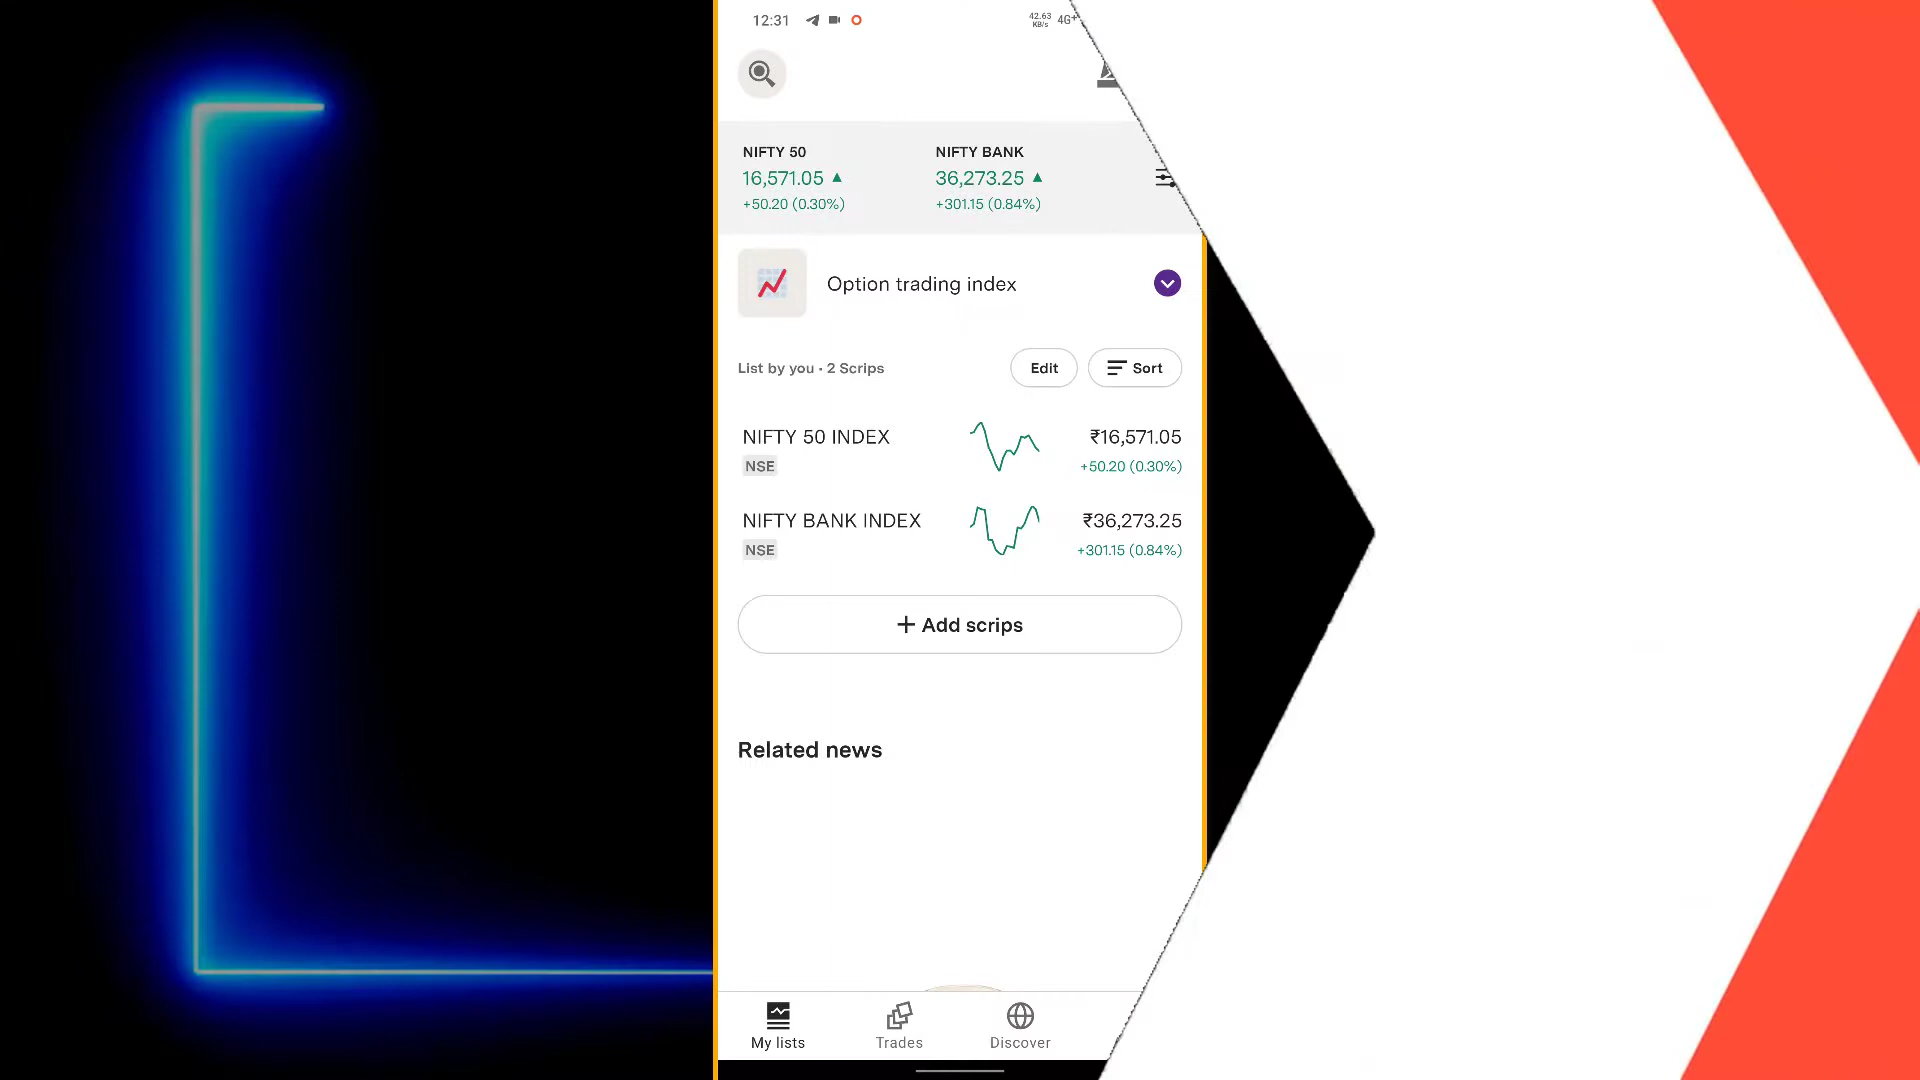 12:31
42.63
KB/s
4G+
NIFTY 50
16,571.05
+50.20 (0.30%)
NIFTY BANK
36,273.25
+301.15 (0.84%)
Option trading index
List by you • 2 Scrips
Edit
Sort
NIFTY 50 INDEX
₹16,571.05
NSE
+50.20 (0.30%)
NIFTY BANK INDEX
₹36,273.25
NSE
+301.15 (0.84%)
+ Add scrips
Related news
My lists
Trades
Discover